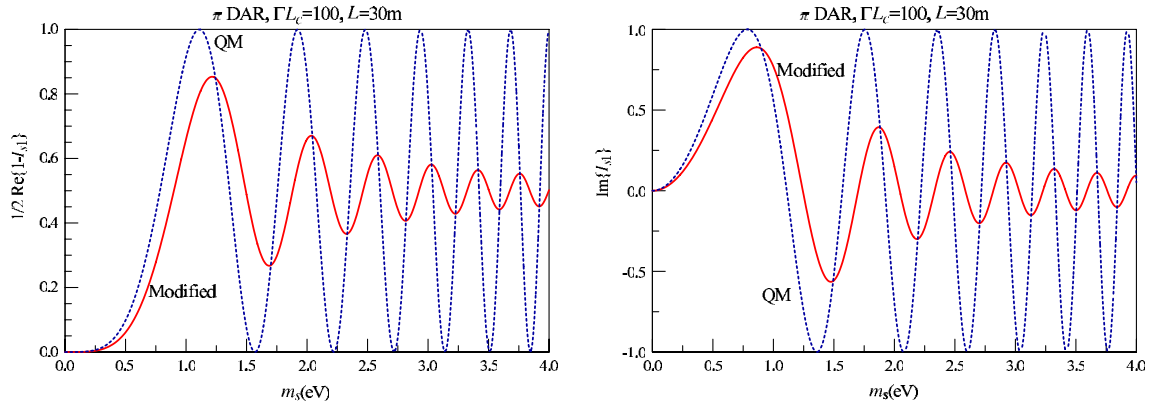 π DAR, ΓL_c=100, L=30m
1/2 Re{1-I_s1}
1.0
0.8
0.6
0.4
0.2
0.0
QM
Modified
0.0 0.5 1.0 1.5 2.0 2.5 3.0 3.5 4.0
m_s(eV)
π DAR, ΓL_c=100, L=30m
Im{I_s1}
1.0
0.5
0.0
-0.5
-1.0
Modified
QM
0.0 0.5 1.0 1.5 2.0 2.5 3.0 3.5 4.0
m_s(eV)